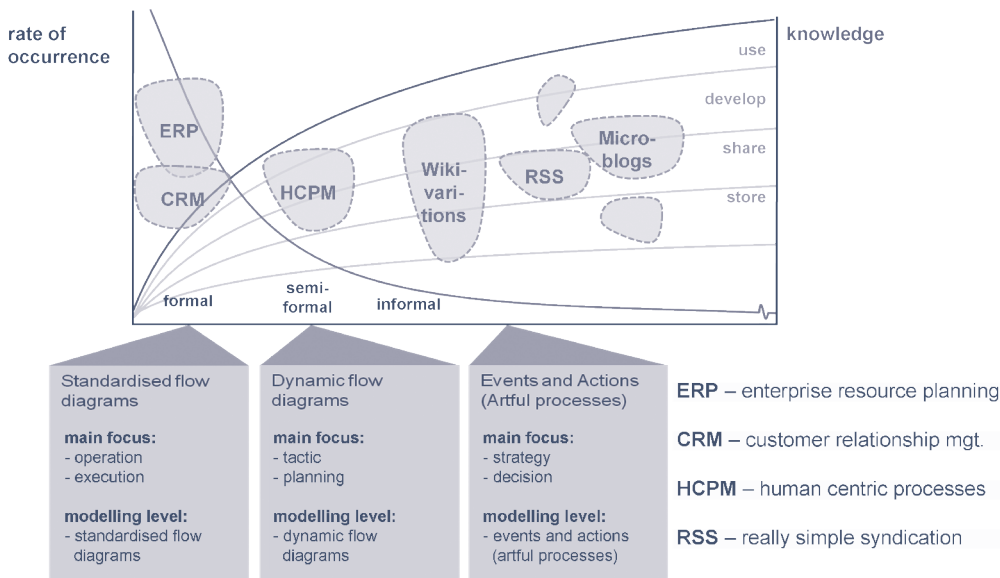 rate of
occurrence
knowledge
use
develop
share
store
ERP
CRM
HCPM
Wiki-
vari-
tions
RSS
Micro-
blogs
formal
semi-
formal
informal
Standardised flow
diagrams
main focus:
- operation
- execution
modelling level:
- standardised flow
diagrams
Dynamic flow
diagrams
main focus:
- tactic
- planning
modelling level:
- dynamic flow
diagrams
Events and Actions
(Artful processes)
main focus:
- strategy
- decision
modelling level:
- events and actions
(artful processes)
ERP – enterprise resource planning
CRM – customer relationship mgt.
HCPM – human centric processes
RSS – really simple syndication